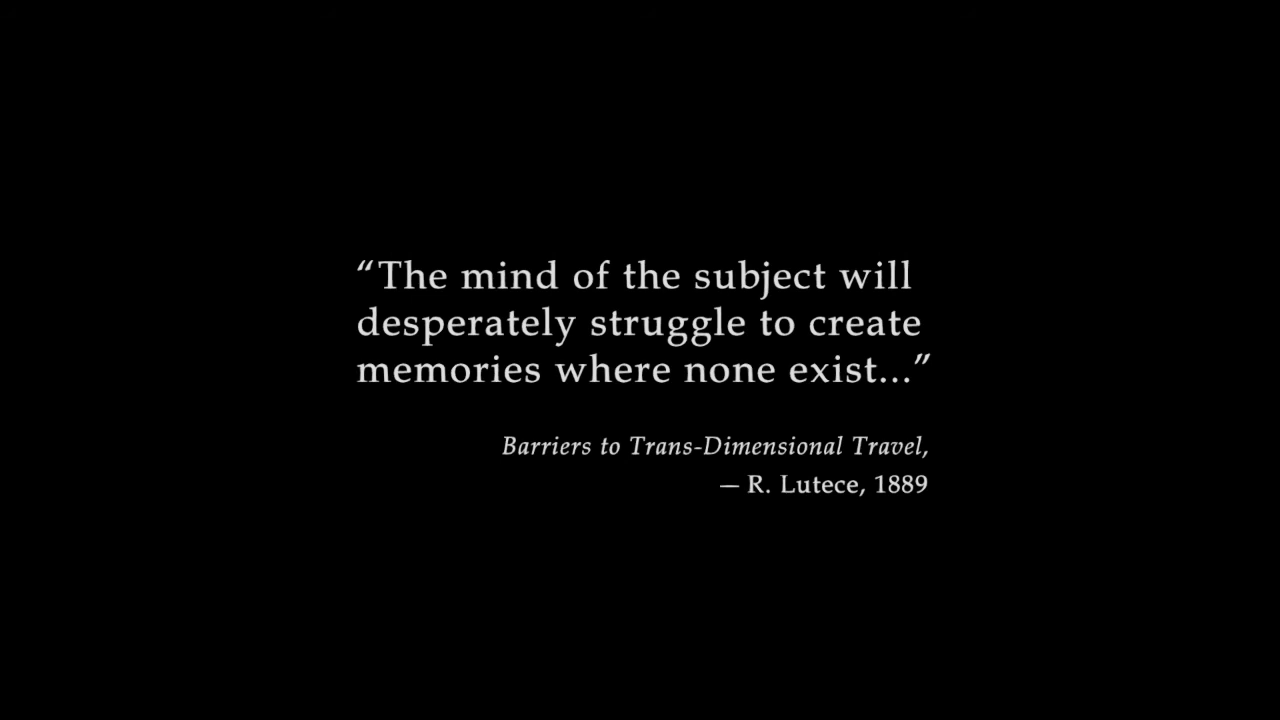 “The mind of the subject will
desperately struggle to create
memories where none exist...”
Barriers to Trans-Dimensional Travel,
— R. Lutece, 1889